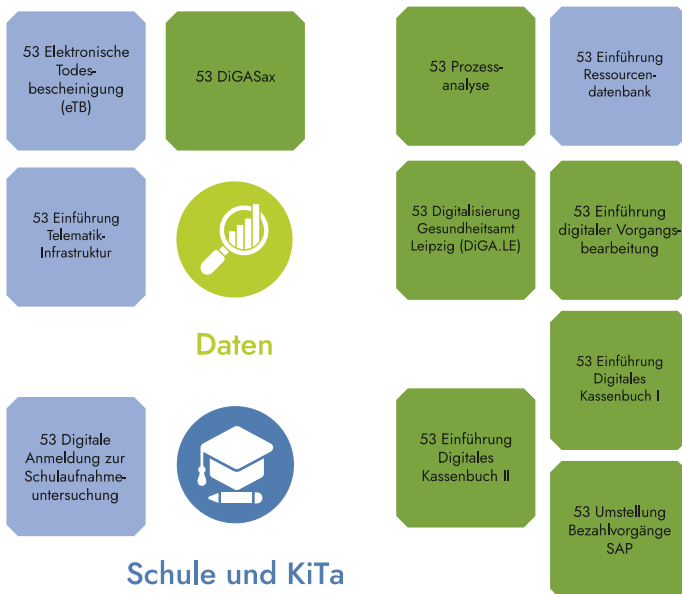 53 Elektronische
Todes-
bescheinigung
(eTB)
53 DiGASax
53 Prozess-
analyse
53 Einführung
Ressourcen-
datenbank
53 Einführung
Telematik-
Infrastruktur
53 Digitalisierung
Gesundheitsamt
Leipzig (DiGA.LE)
53 Einführung
digitaler Vorgangs-
bearbeitung
Daten
53 Einführung
Digitales
Kassenbuch I
53 Digitale
Anmeldung zur
Schulaufnahme-
untersuchung
53 Einführung
Digitales
Kassenbuch II
53 Umstellung
Bezahlvorgänge
SAP
Schule und KiTa